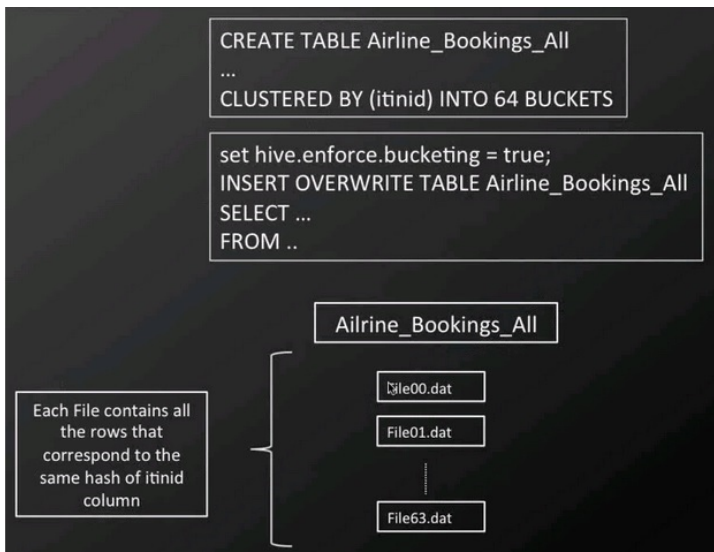 CREATE TABLE Airline_Bookings_All
...
CLUSTERED BY (itinid) INTO 64 BUCKETS
set hive.enforce.bucketing = true;
INSERT OVERWRITE TABLE Airline_Bookings_All
SELECT ...
FROM ..
Ailrine_Bookings_All
File00.dat
File01.dat
File63.dat
Each File contains all
the rows that
correspond to the
same hash of itinid
column